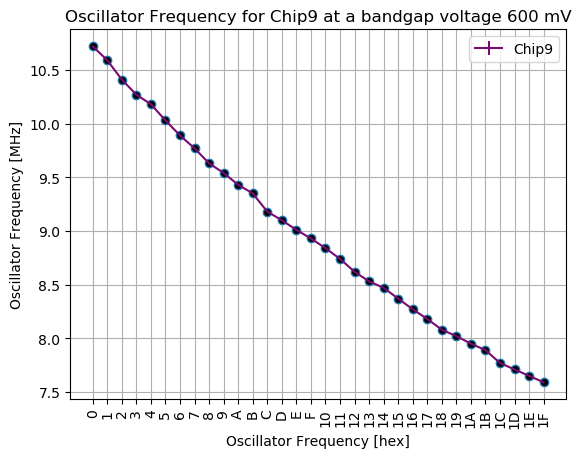 Oscillator Frequency for Chip9 at a bandgap voltage 600 mV
Chip9
Oscillator Frequency [MHz]
10.5
10.0
9.5
9.0
8.5
8.0
7.5
0 1 2 3 4 5 6 7 8 9 A B C D E F 10 11 12 13 14 15 16 17 18 19 1A 1B 1C 1D 1E 1F
Oscillator Frequency [hex]